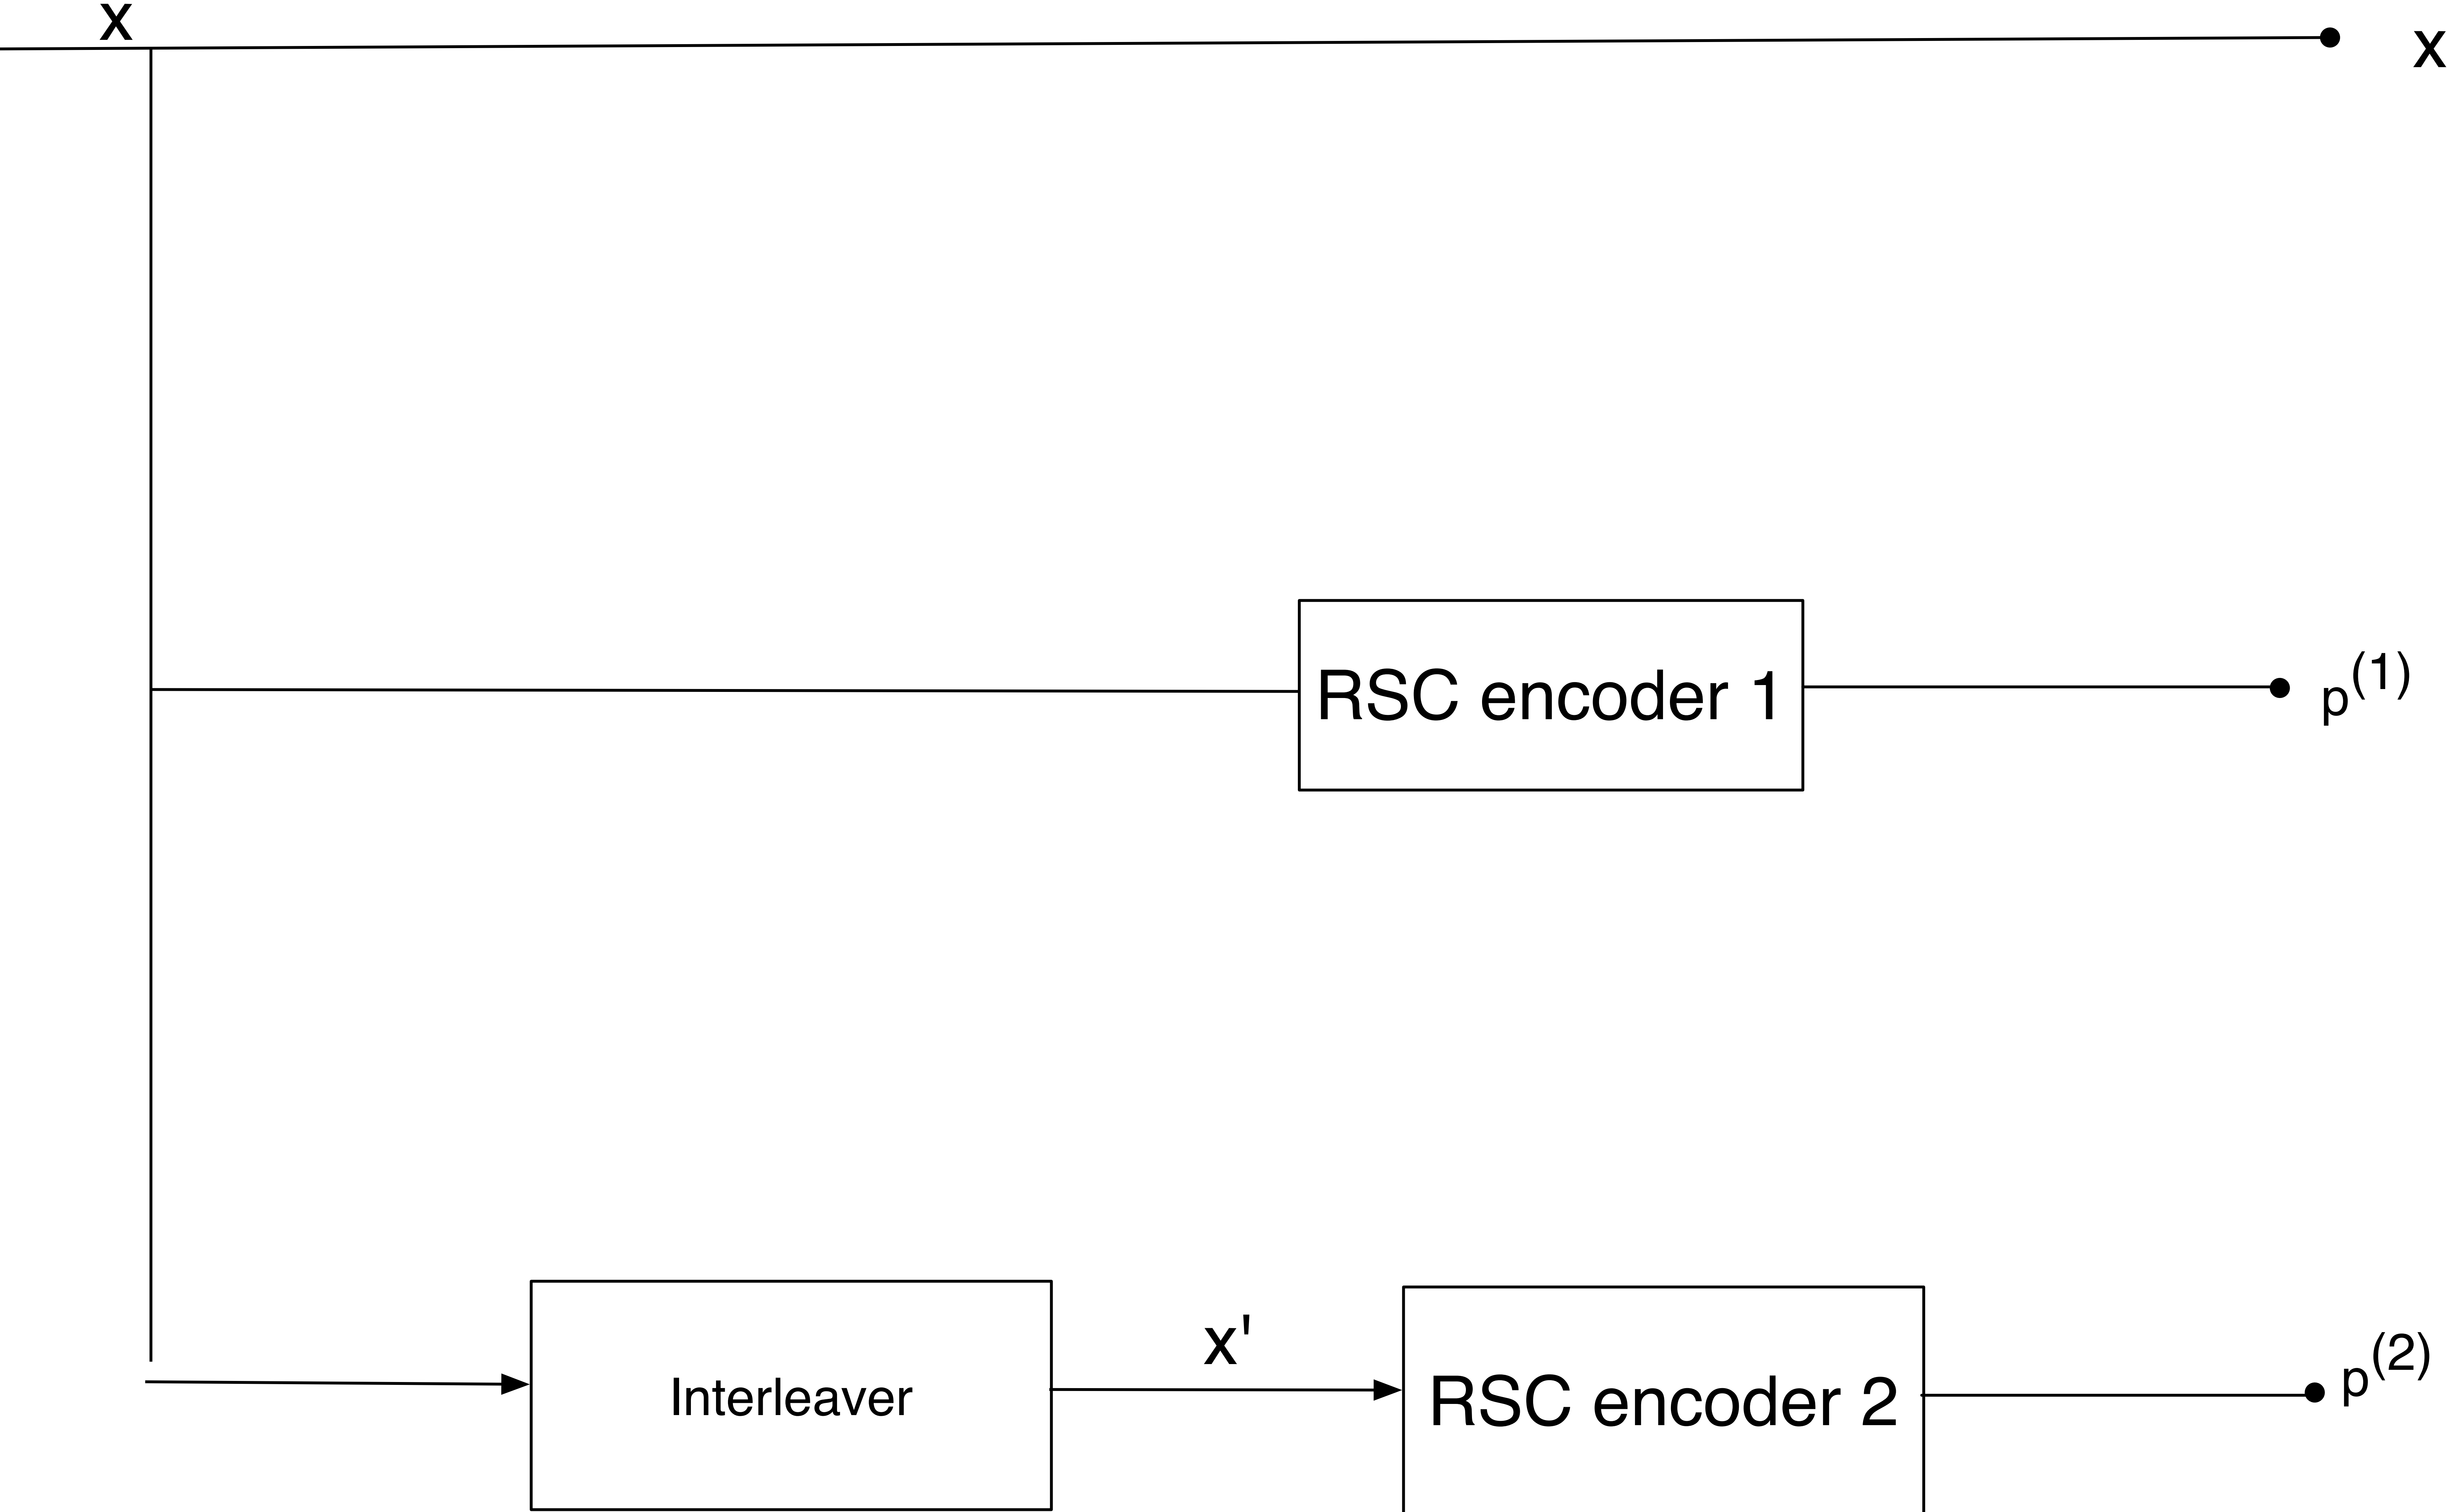 x
x
RSC encoder 1
p(1)
Interleaver
x'
RSC encoder 2
p(2)